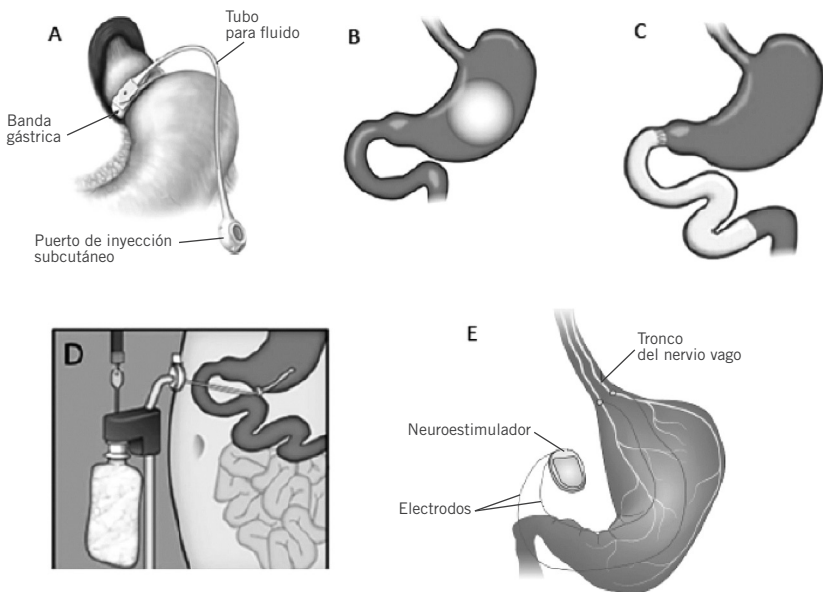 A
Tubo
para fluido
Banda
gástrica
Puerto de inyección
subcutáneo
B
C
D
E
Tronco
del nervio vago
Neuroestimulador
Electrodos